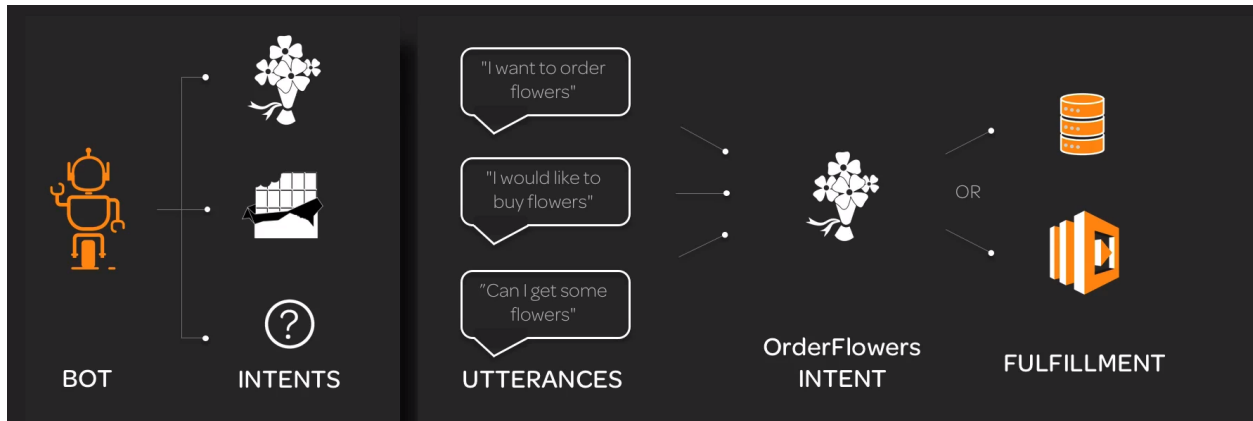 BOT
?
INTENTS
"I want to order
flowers"
"I would like to
buy flowers"
"Can I get some
flowers"
UTTERANCES
OrderFlowers
INTENT
OR
FULFILLMENT